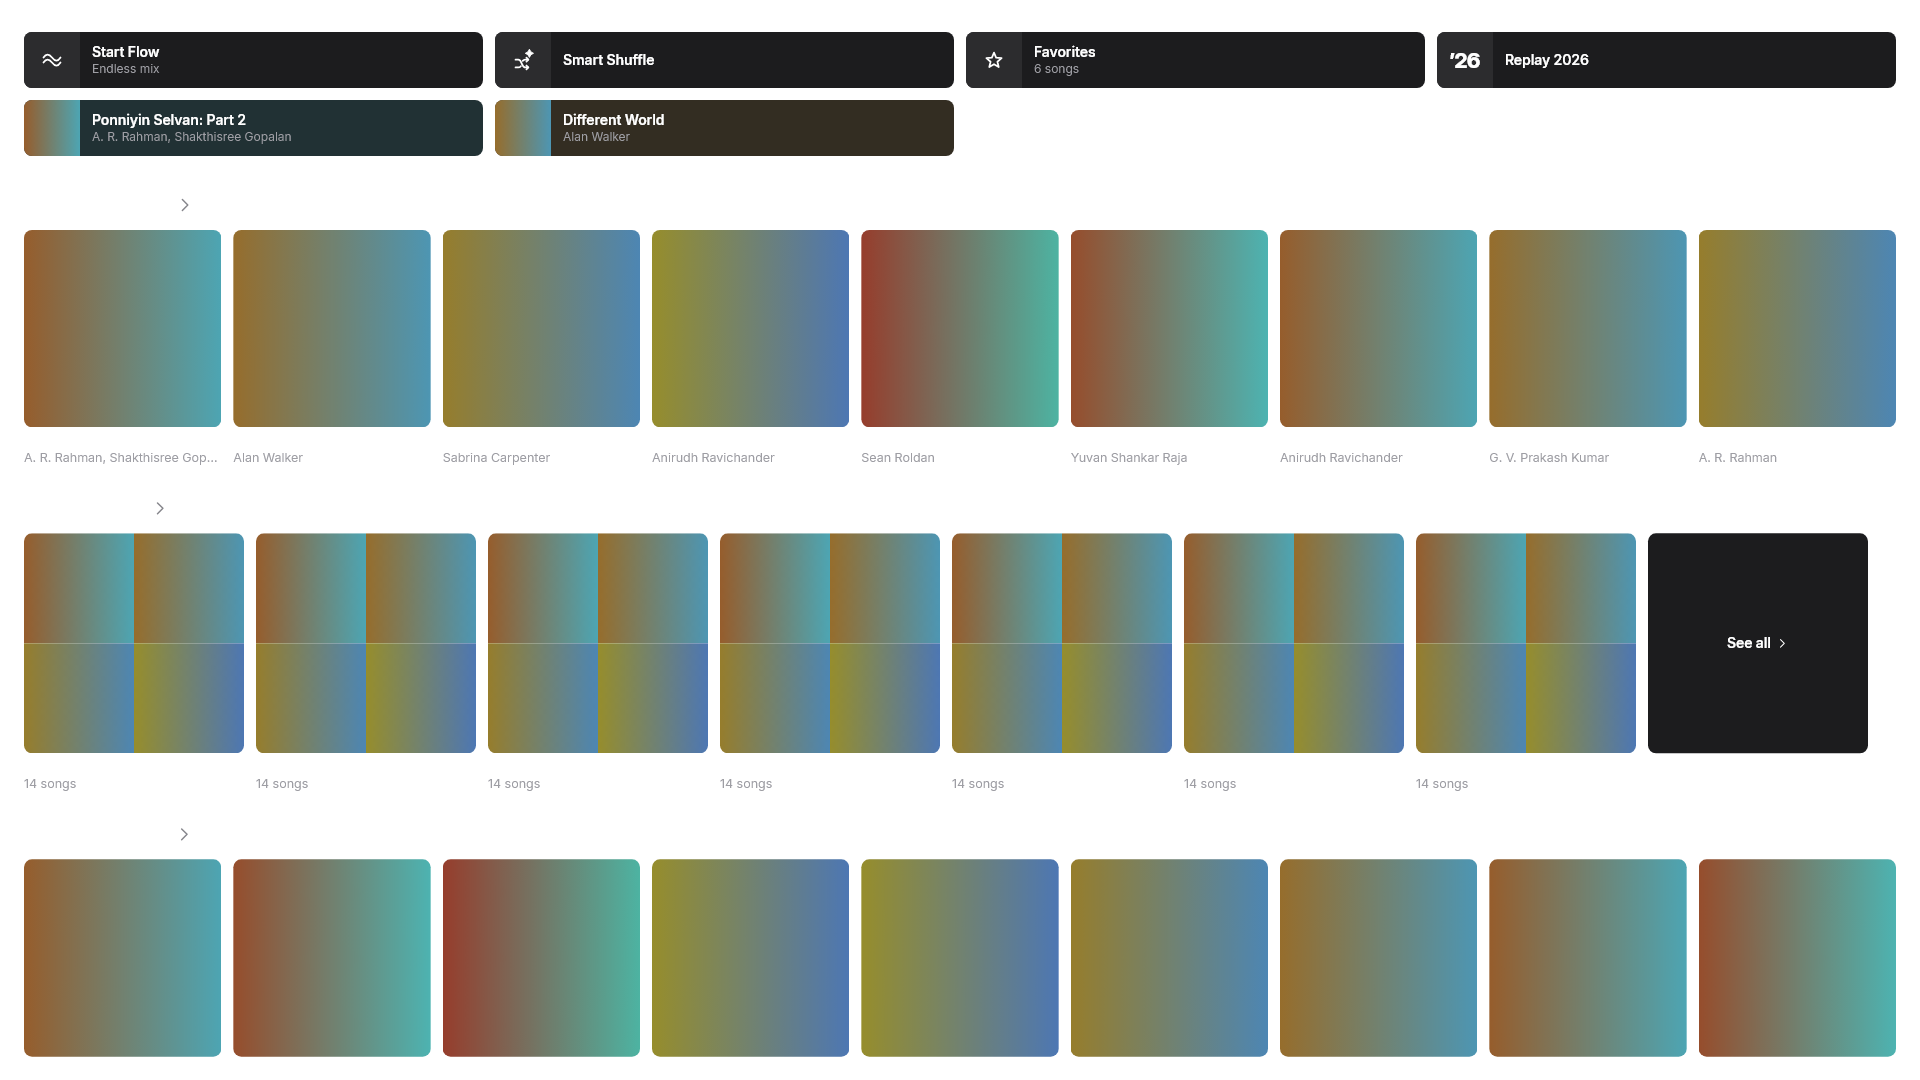 Start Flow
Endless mix
Smart Shuffle
Favorites
6 songs
'26
Replay 2026
Ponniyin Selvan: Part 2
A. R. Rahman, Shakthisree Gopalan
Different World
Alan Walker
A. R. Rahman, Shakthisree Gop...
Alan Walker
Sabrina Carpenter
Anirudh Ravichander
Sean Roldan
Yuvan Shankar Raja
Anirudh Ravichander
G. V. Prakash Kumar
A. R. Rahman
See all
14 songs
14 songs
14 songs
14 songs
14 songs
14 songs
14 songs